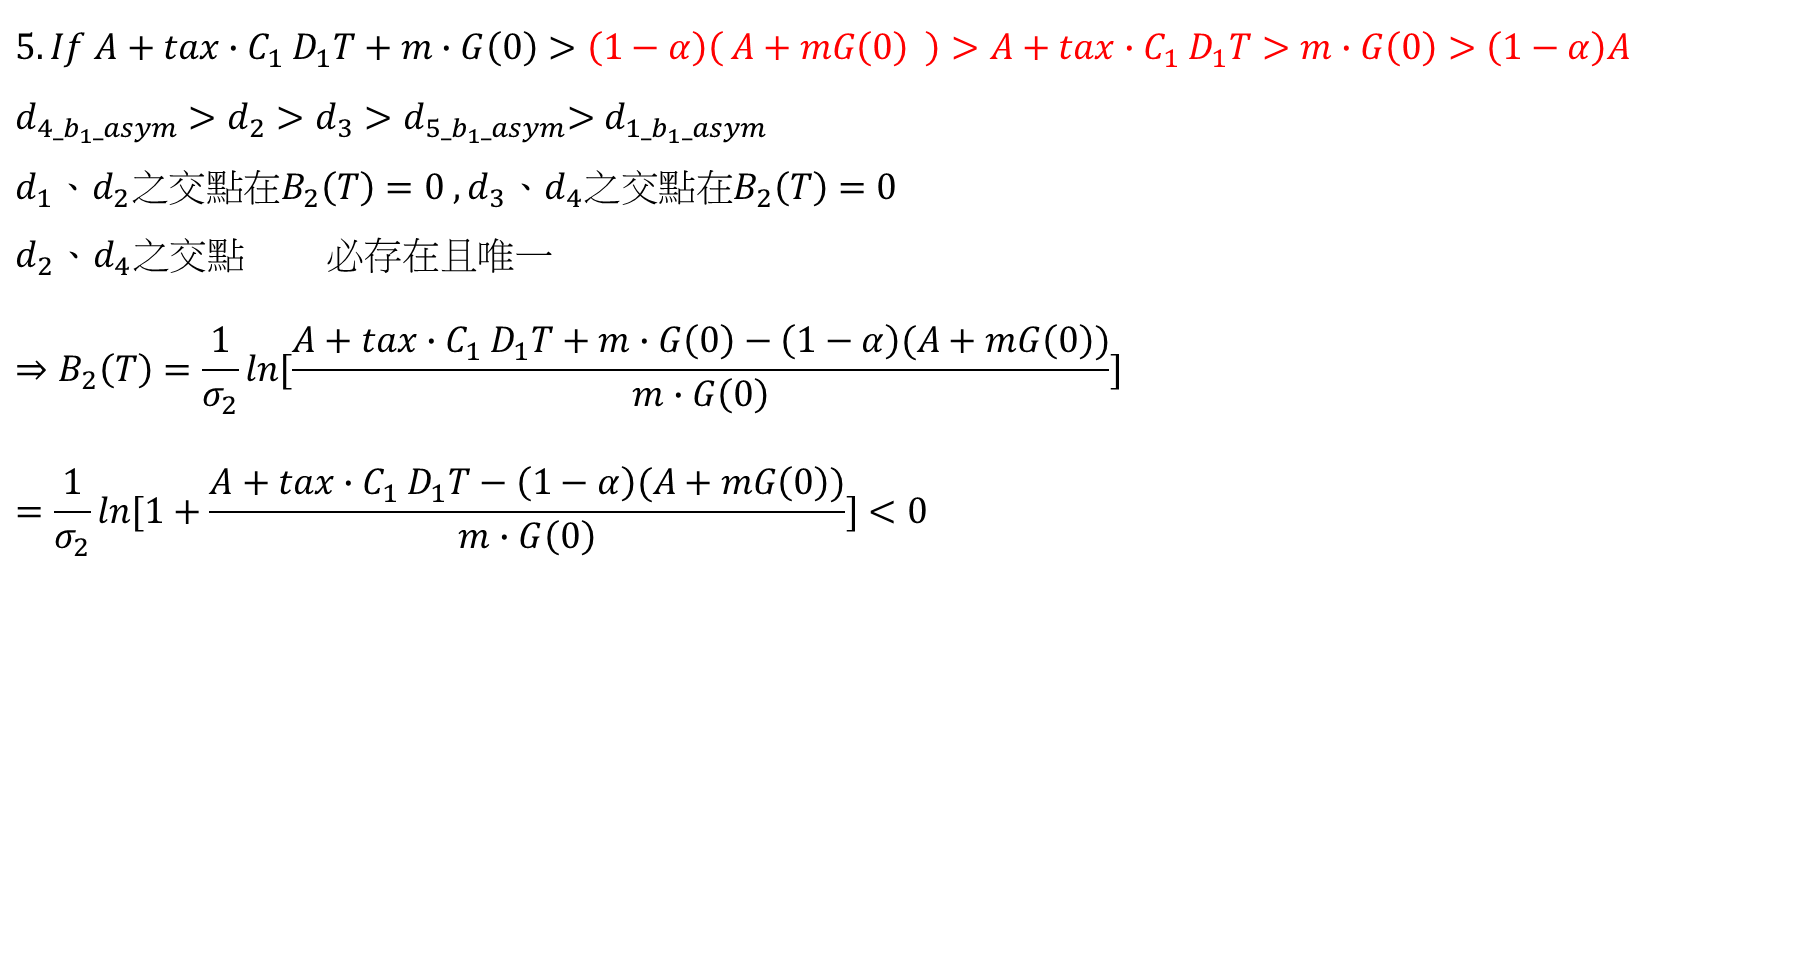 5. If A + tax · C₁ D₁T + m · G(0) > (1 − α)( A + mG(0) ) > A + tax · C₁ D₁T > m · G(0) > (1 − α)A
d₄_b₁_asym > d₂ > d₃ > d₅_b₁_asym > d₁_b₁_asym
d₁、d₂之交點在B₂(T) = 0 , d₃、d₄之交點在B₂(T) = 0
d₂、d₄之交點 必存在且唯一
⇒ B₂(T) = 1/σ₂ ln[(A + tax · C₁ D₁T + m · G(0) − (1 − α)(A + mG(0)))/(m · G(0))]
= 1/σ₂ ln[1 + (A + tax · C₁ D₁T − (1 − α)(A + mG(0)))/(m · G(0))] < 0